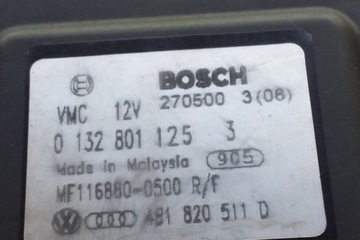 BOSCH
VMC 12V 270500 3(06)
0 132 801 125 3
Made in Malaysia 905
MF116880-0500 R/F
4B1 820 511 D